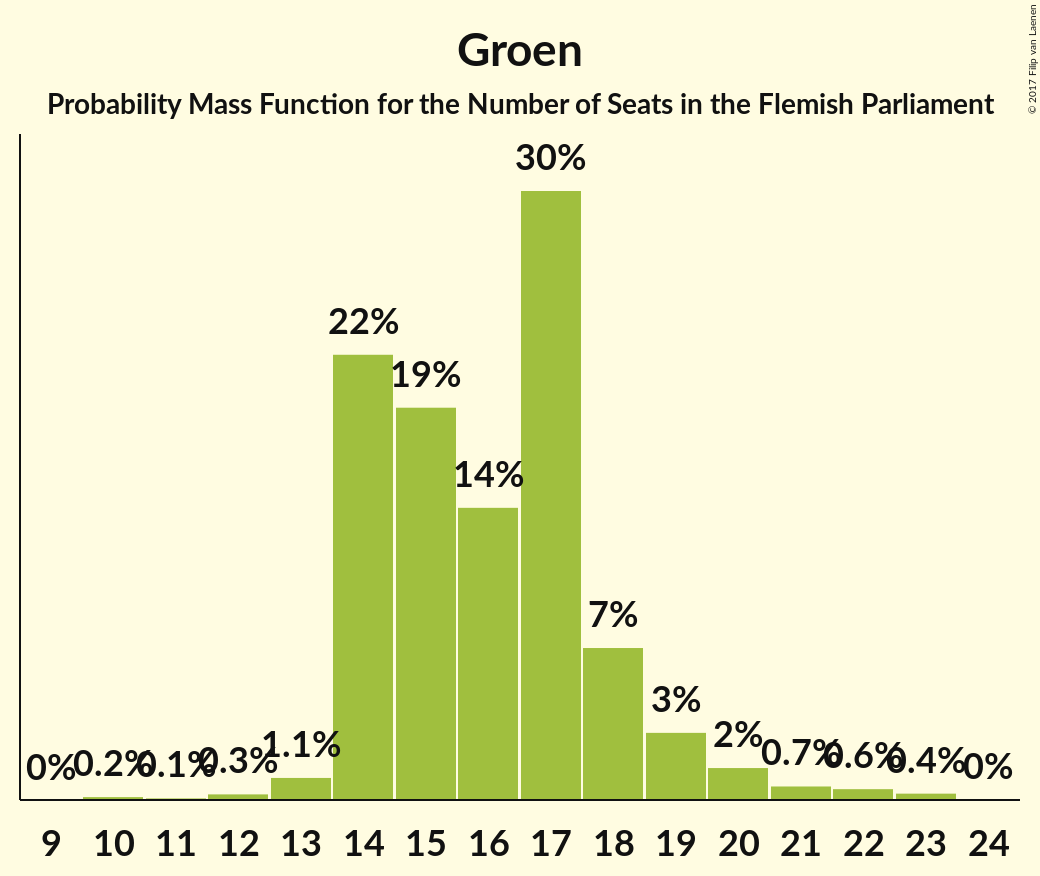 Groen
Probability Mass Function for the Number of Seats in the Flemish Parliament
© 2017 Filip van Laenen
0% 0.2% 0.1% 0.3% 1.1% 22% 19% 14% 30% 7% 3% 2% 0.7% 0.6% 0.4% 0%
9 10 11 12 13 14 15 16 17 18 19 20 21 22 23 24